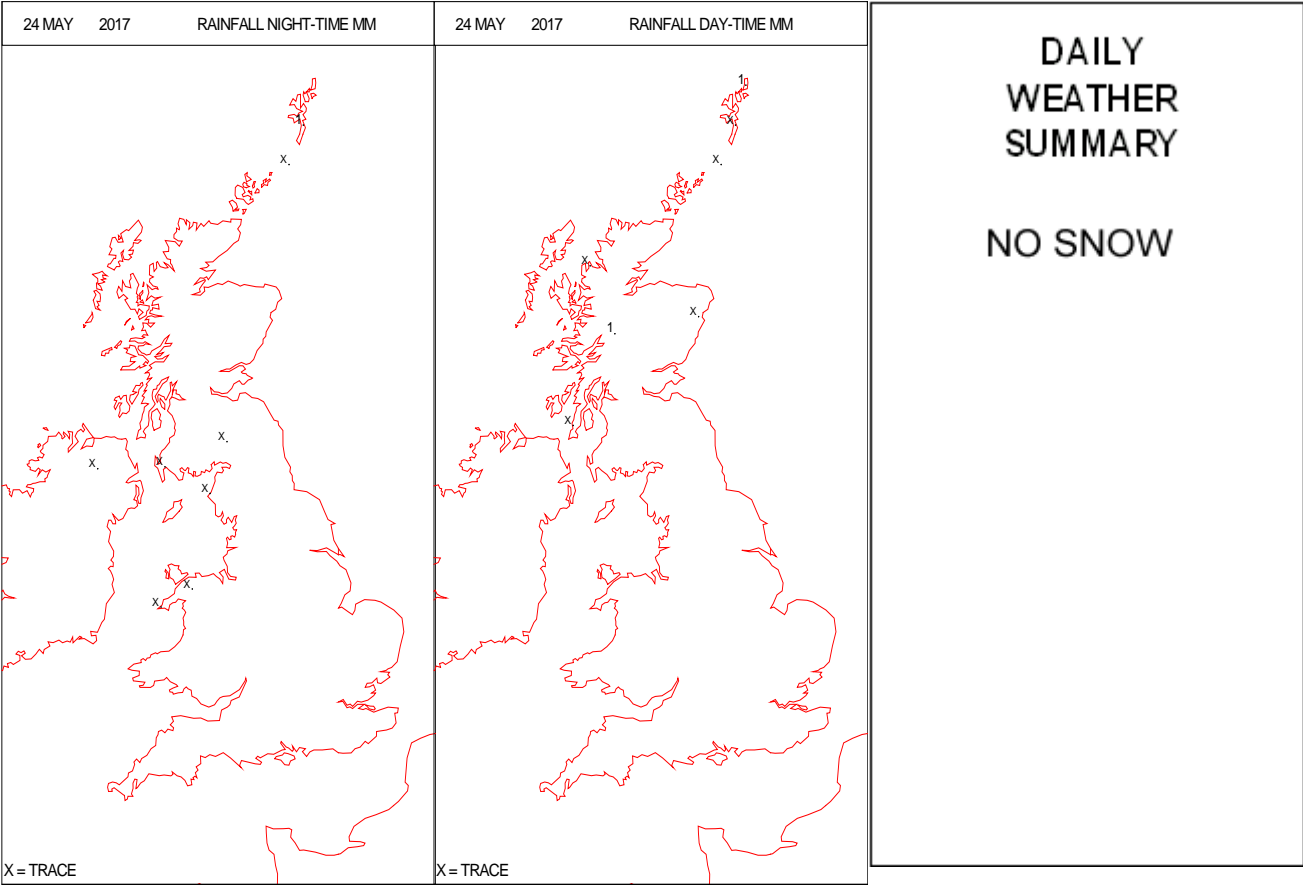 24 MAY 2017 RAINFALL NIGHT-TIME MM
1
X.
X.
X.
X.
X.
X.
X.
X = TRACE
24 MAY 2017 RAINFALL DAY-TIME MM
1
X.
X.
X.
X.
1.
X.
X = TRACE
DAILY
WEATHER
SUMMARY
NO SNOW